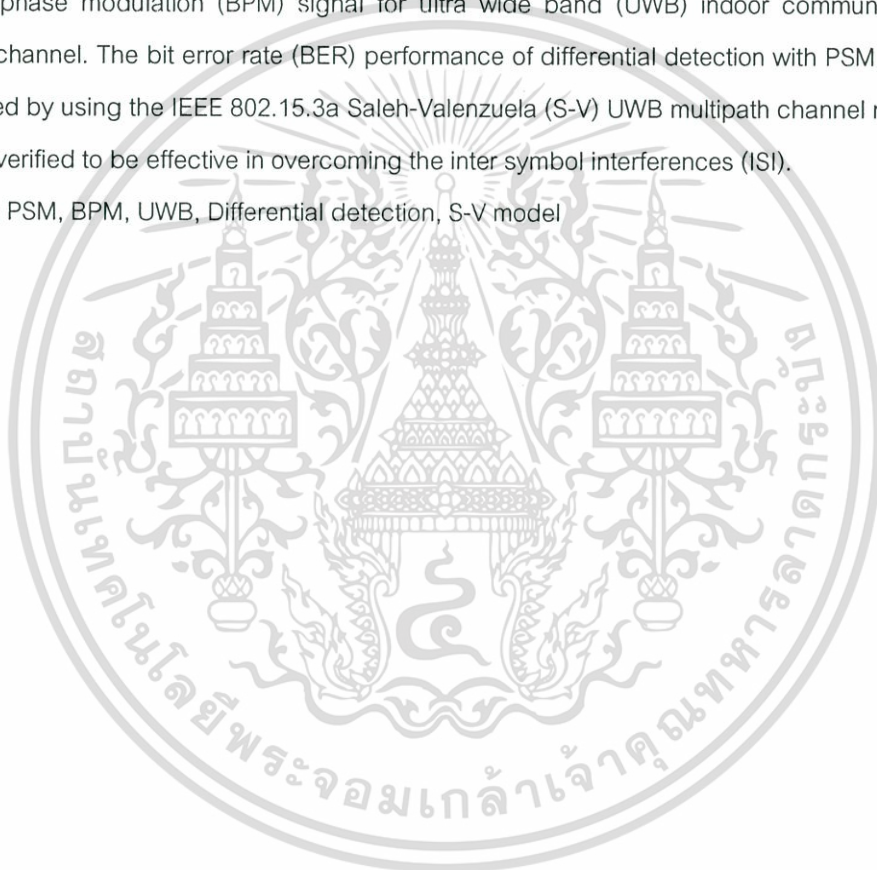 phase modulation (BPM) signal for ultra wide band (UWB) indoor commun
channel. The bit error rate (BER) performance of differential detection with PSM
ed by using the IEEE 802.15.3a Saleh-Valenzuela (S-V) UWB multipath channel
verified to be effective in overcoming the inter symbol interferences (ISI).
PSM, BPM, UWB, Differential detection, S-V model
สถาบันเทคโนโลยีพระจอมเกล้าเจ้าคุณทหารลาดกระบัง